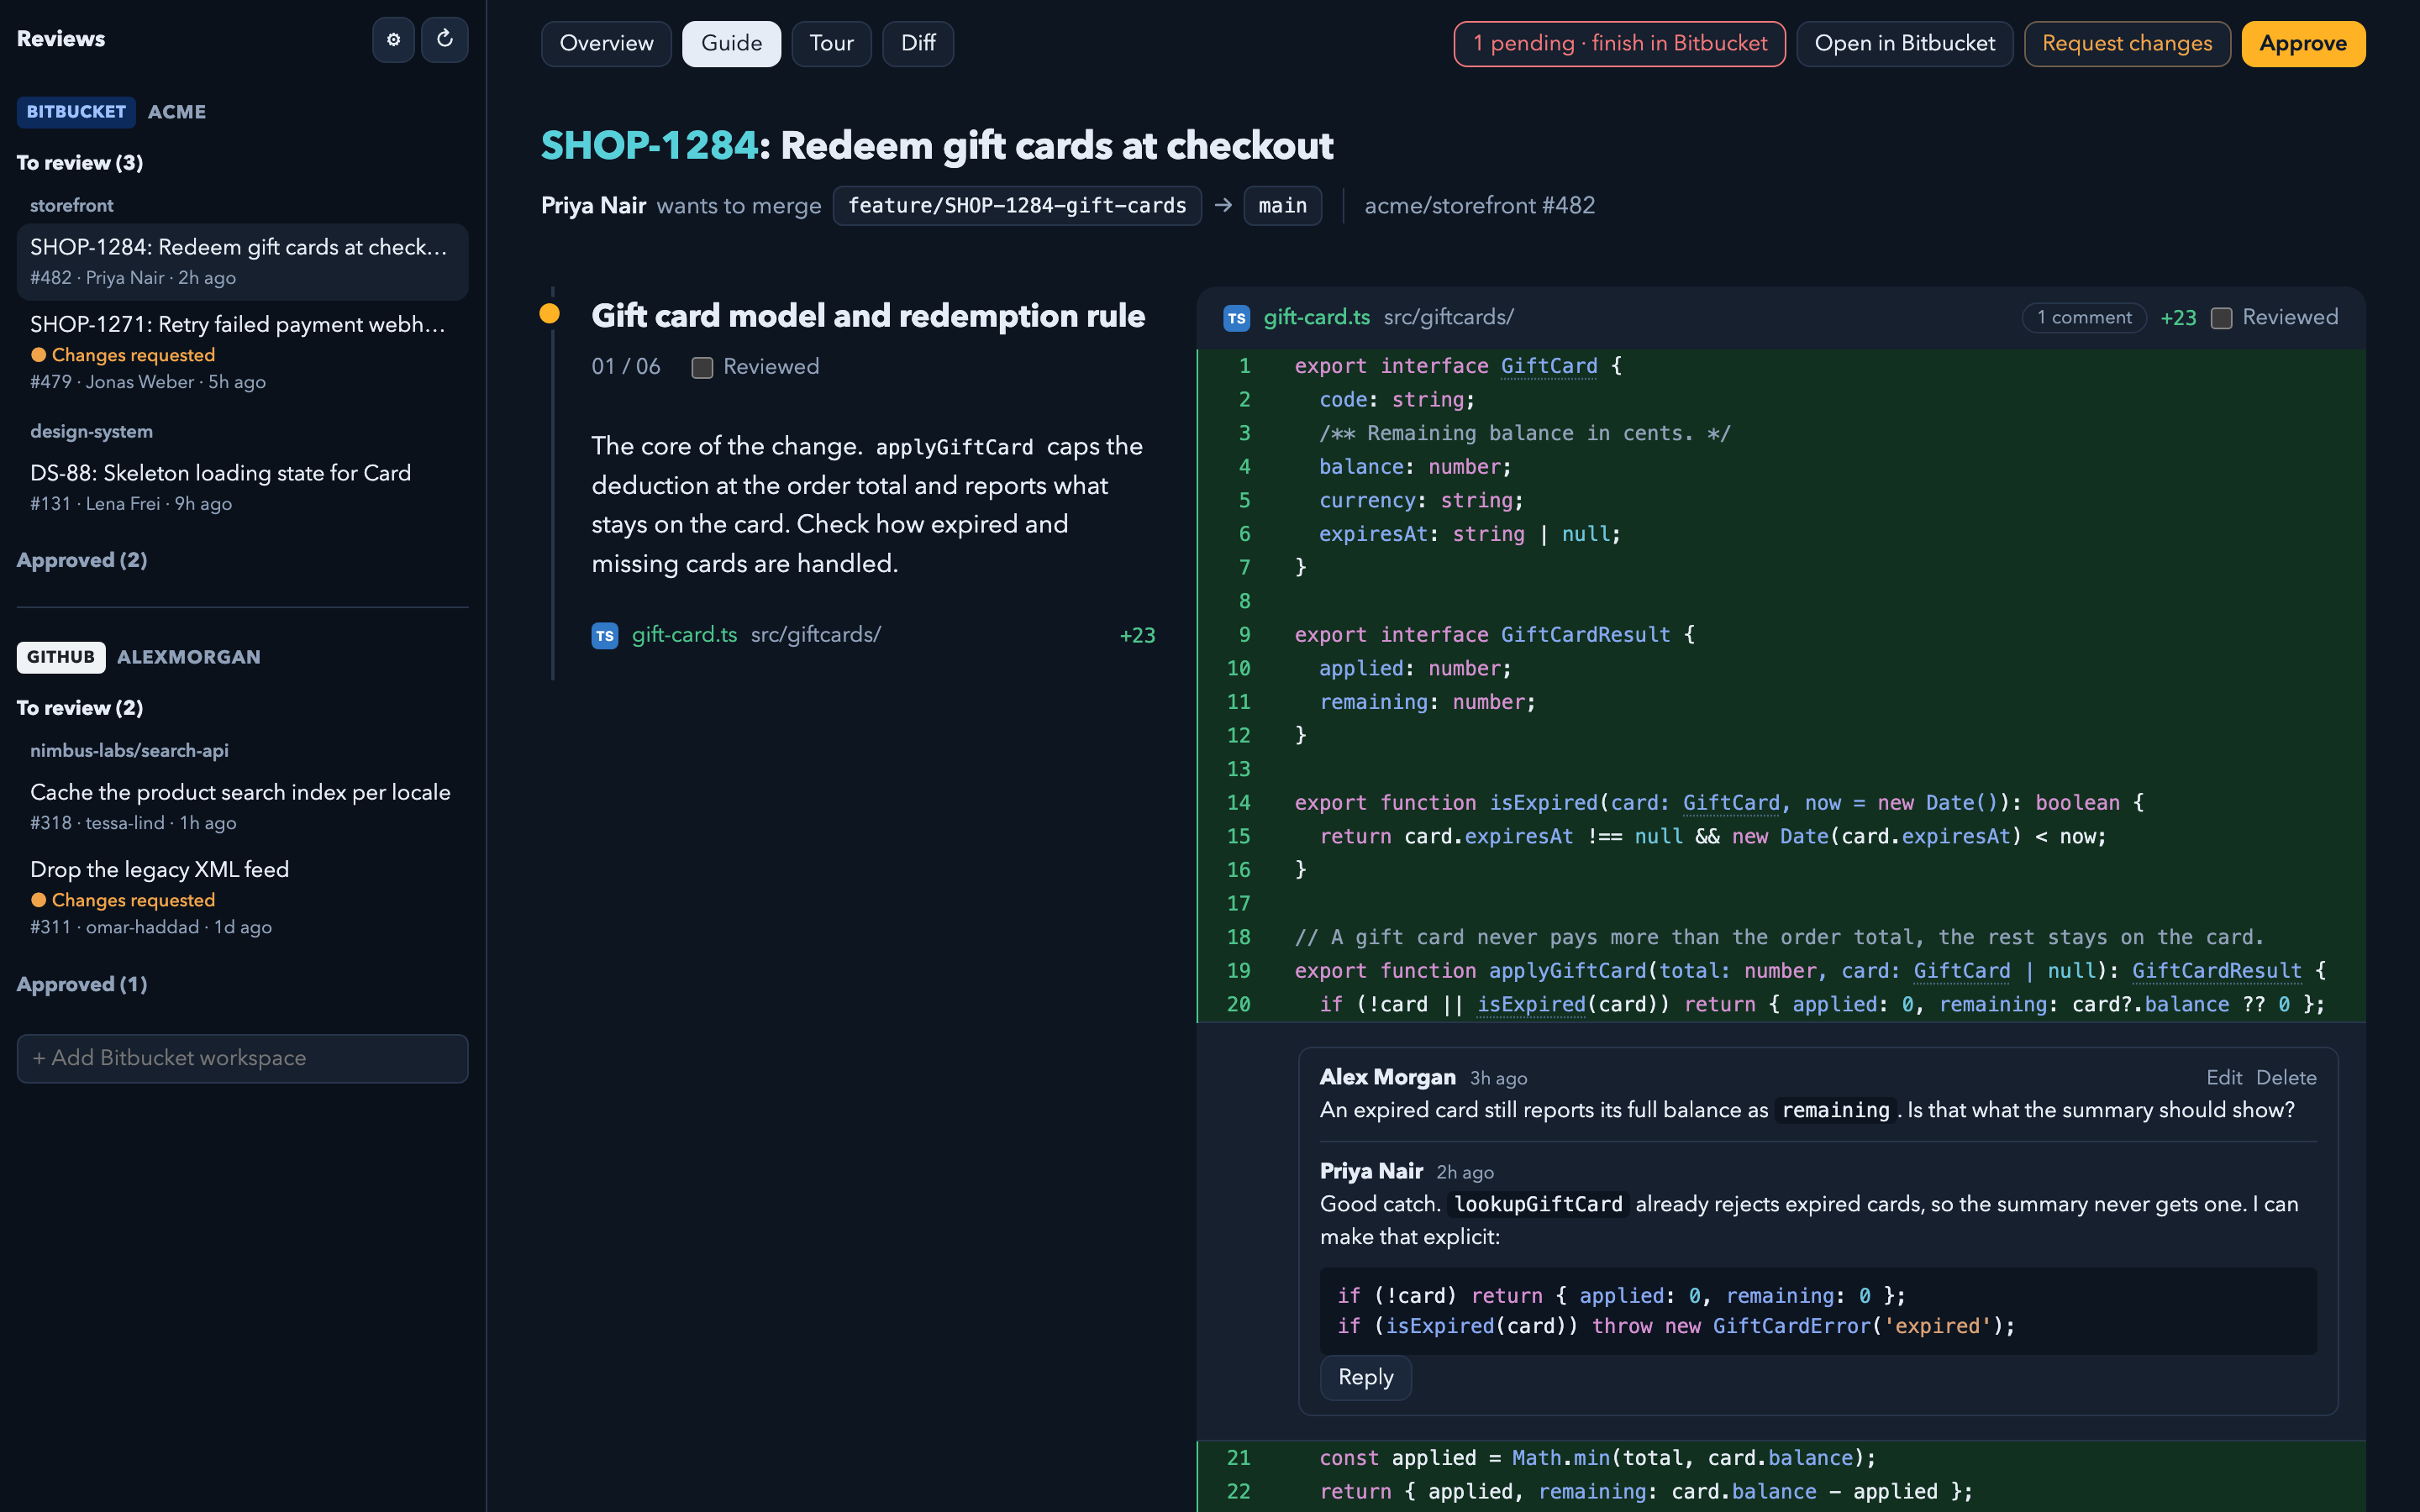 Reviews
BITBUCKET ACME
To review (3)
storefront
SHOP-1284: Redeem gift cards at check…
#482 · Priya Nair · 2h ago
SHOP-1271: Retry failed payment webh…
Changes requested
#479 · Jonas Weber · 5h ago
design-system
DS-88: Skeleton loading state for Card
#131 · Lena Frei · 9h ago
Approved (2)
GITHUB ALEXMORGAN
To review (2)
nimbus-labs/search-api
Cache the product search index per locale
#318 · tessa-lind · 1h ago
Drop the legacy XML feed
Changes requested
#311 · omar-haddad · 1d ago
Approved (1)
+ Add Bitbucket workspace
Overview Guide Tour Diff
1 pending · finish in Bitbucket Open in Bitbucket Request changes Approve
SHOP-1284: Redeem gift cards at checkout
Priya Nair wants to merge feature/SHOP-1284-gift-cards → main acme/storefront #482
Gift card model and redemption rule
01 / 06 Reviewed
The core of the change. applyGiftCard caps the
deduction at the order total and reports what
stays on the card. Check how expired and
missing cards are handled.
TS gift-card.ts src/giftcards/ +23
TS gift-card.ts src/giftcards/ 1 comment +23 Reviewed
1 export interface GiftCard {
2 code: string;
3 /** Remaining balance in cents. */
4 balance: number;
5 currency: string;
6 expiresAt: string | null;
7 }
8
9 export interface GiftCardResult {
10 applied: number;
11 remaining: number;
12 }
13
14 export function isExpired(card: GiftCard, now = new Date()): boolean {
15 return card.expiresAt !== null && new Date(card.expiresAt) < now;
16 }
17
18 // A gift card never pays more than the order total, the rest stays on the card.
19 export function applyGiftCard(total: number, card: GiftCard | null): GiftCardResult {
20 if (!card || isExpired(card)) return { applied: 0, remaining: card?.balance ?? 0 };
Alex Morgan 3h ago Edit Delete
An expired card still reports its full balance as remaining. Is that what the summary should show?
Priya Nair 2h ago
Good catch. lookupGiftCard already rejects expired cards, so the summary never gets one. I can
make that explicit:
if (!card) return { applied: 0, remaining: 0 };
if (isExpired(card)) throw new GiftCardError('expired');
Reply
21 const applied = Math.min(total, card.balance);
22 return { applied, remaining: card.balance - applied };